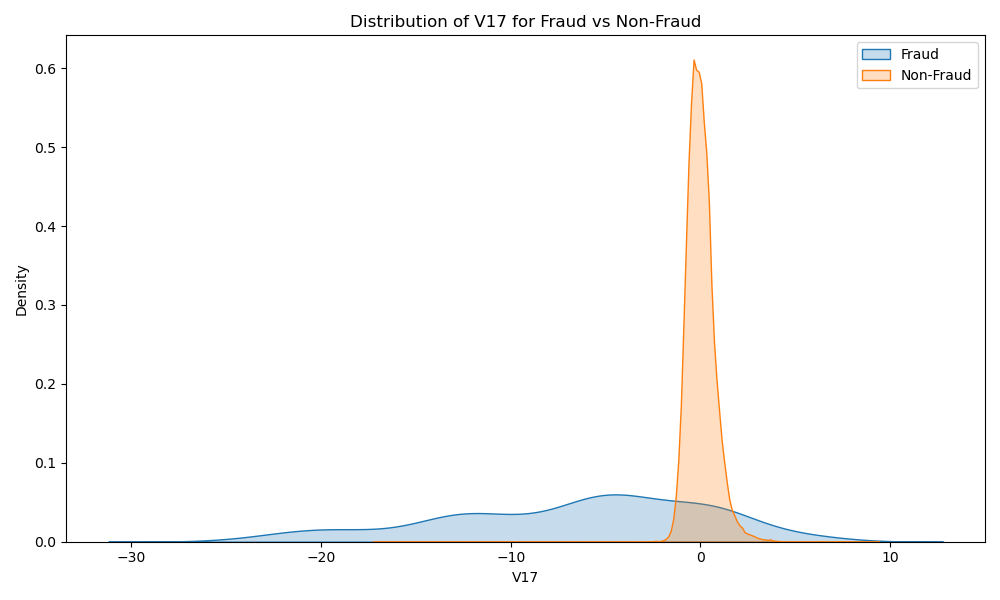 Distribution of V17 for Fraud vs Non-Fraud
Fraud
Non-Fraud
Density
0.6
0.5
0.4
0.3
0.2
0.1
0.0
−30
−20
−10
0
10
V17